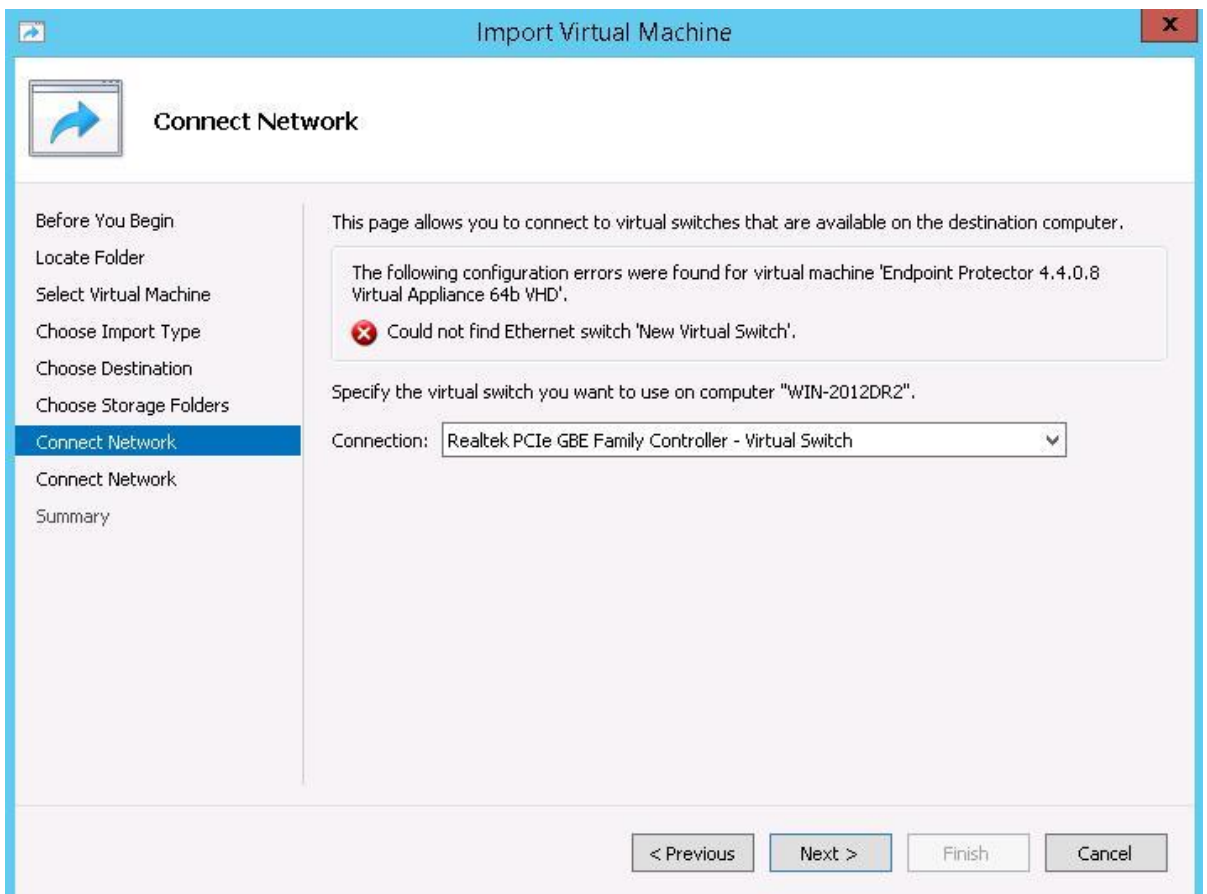 Import Virtual Machine
x
Connect Network
Before You Begin
Locate Folder
Select Virtual Machine
Choose Import Type
Choose Destination
Choose Storage Folders
Connect Network
Connect Network
Summary
This page allows you to connect to virtual switches that are available on the destination computer.
The following configuration errors were found for virtual machine 'Endpoint Protector 4.4.0.8
Virtual Appliance 64b VHD'.
Could not find Ethernet switch 'New Virtual Switch'.
Specify the virtual switch you want to use on computer "WIN-2012DR2".
Connection: Realtek PCIe GBE Family Controller - Virtual Switch
< Previous Next > Finish Cancel